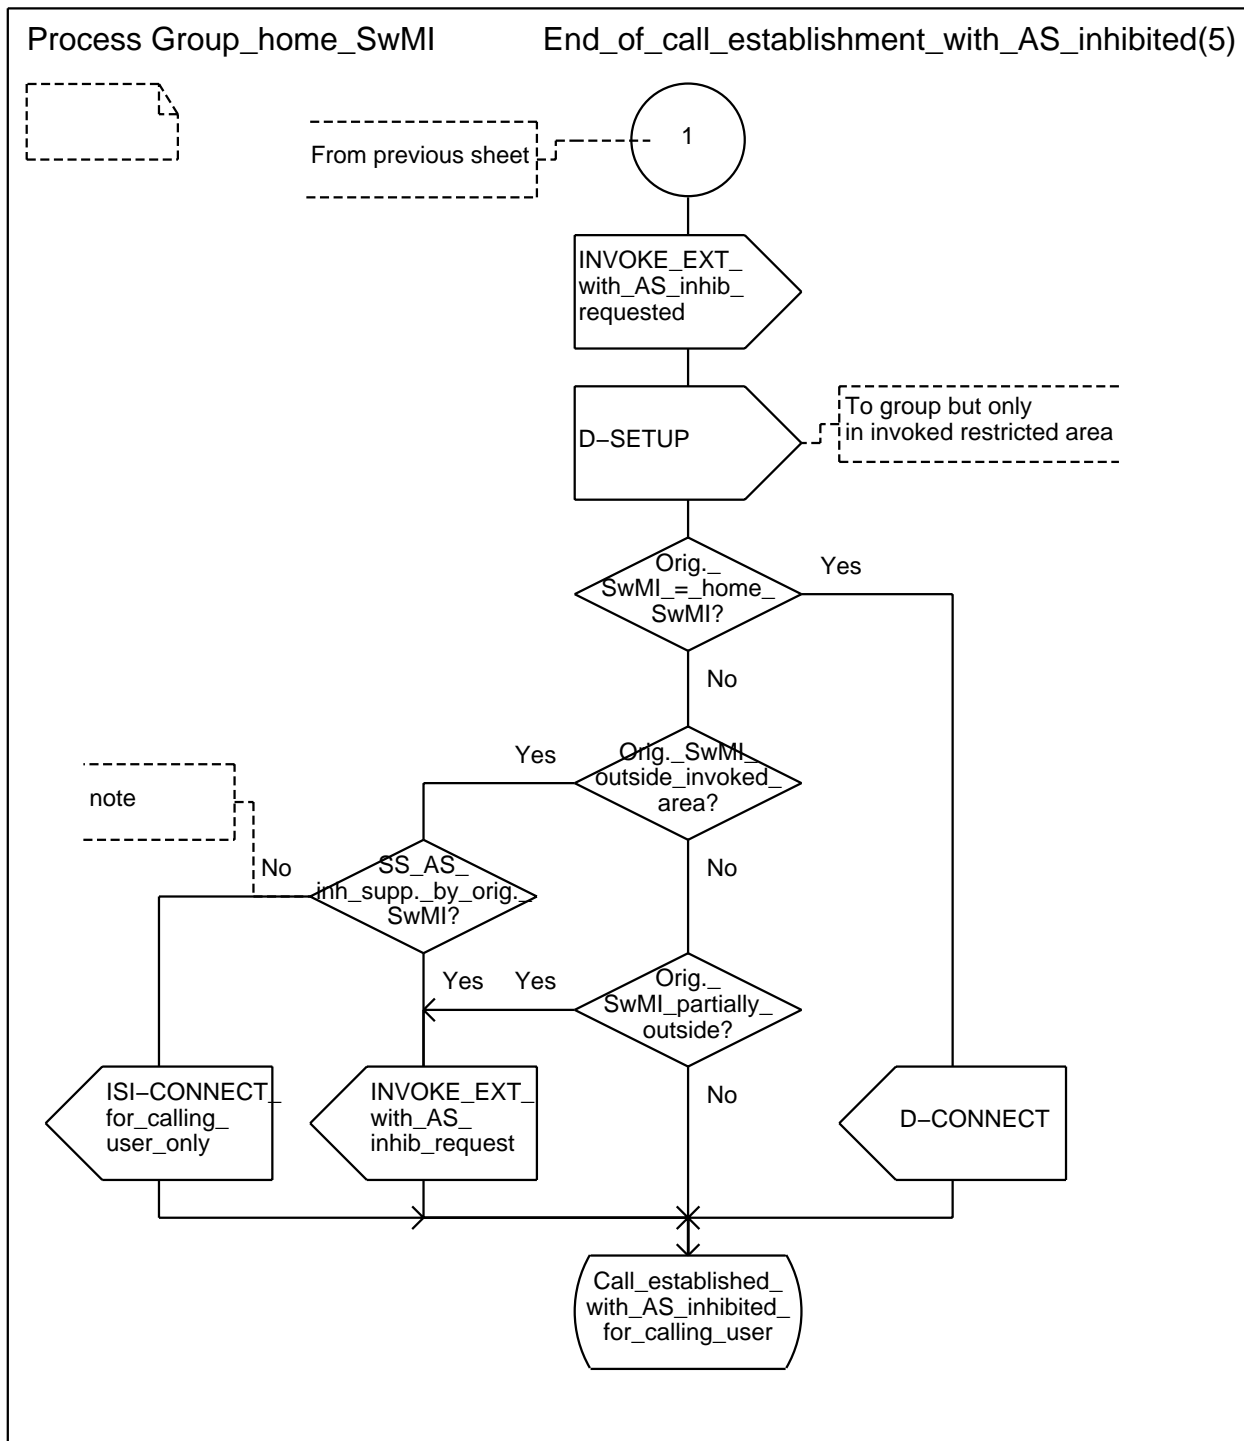 Process Group_home_SwMI
End_of_call_establishment_with_AS_inhibited(5)
1
From previous sheet
INVOKE_EXT_
with_AS_inhib_
requested
D−SETUP
To group but only
in invoked restricted area
Orig._
SwMI_=_home_
SwMI?
Yes
No
Orig._SwMI_
outside_invoked_
area?
Yes
note
No
SS_AS_
inh_supp._by_orig._
SwMI?
No
Yes
Yes
Orig._
SwMI_partially_
outside?
No
ISI−CONNECT_
for_calling_
user_only
INVOKE_EXT_
with_AS_
inhib_request
D−CONNECT
Call_established_
with_AS_inhibited_
for_calling_user